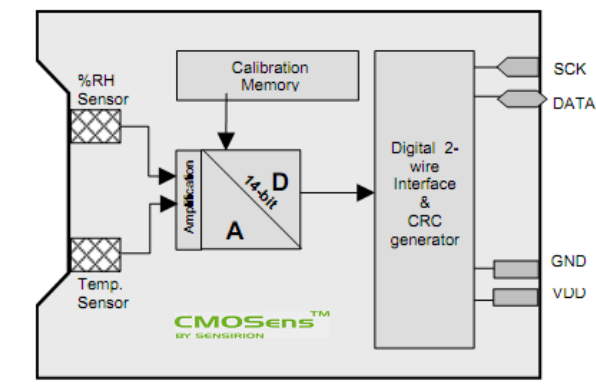 %RH
Sensor
Calibration
Memory
SCK
DATA
Amplification
14-bit
D
A
Digital 2-
wire
Interface
&
CRC
generator
Temp.
Sensor
GND
VDD
CMOSens™
BY SENSIRION